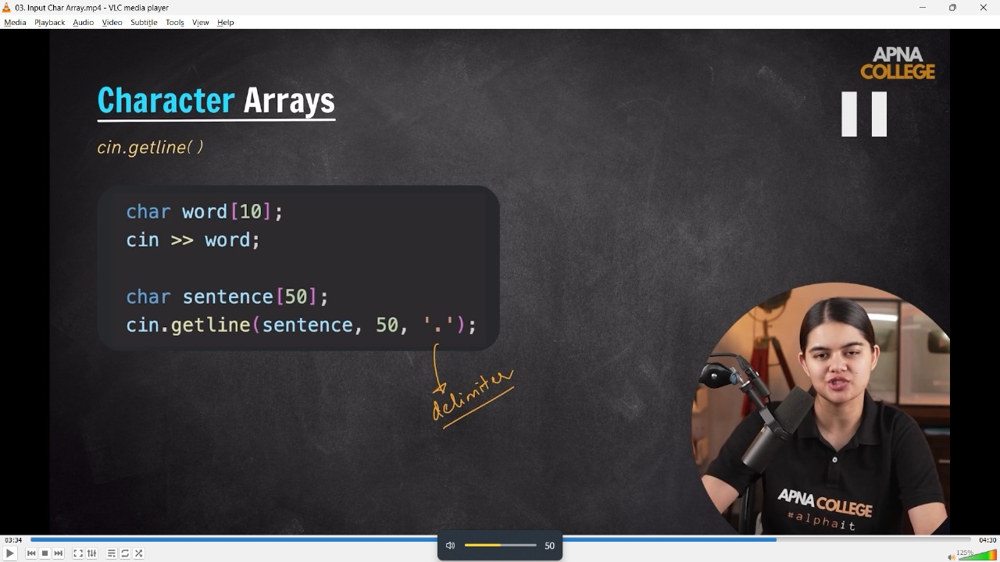 03. Input Char Array.mp4 - VLC media player
Media Playback Audio Video Subtitle Tools View Help
APNA
COLLEGE
Character Arrays
cin.getline( )
char word[10];
cin >> word;
char sentence[50];
cin.getline(sentence, 50, '.');
delimiter
APNA COLLEGE
#alphait
03:34
04:30
50
125%